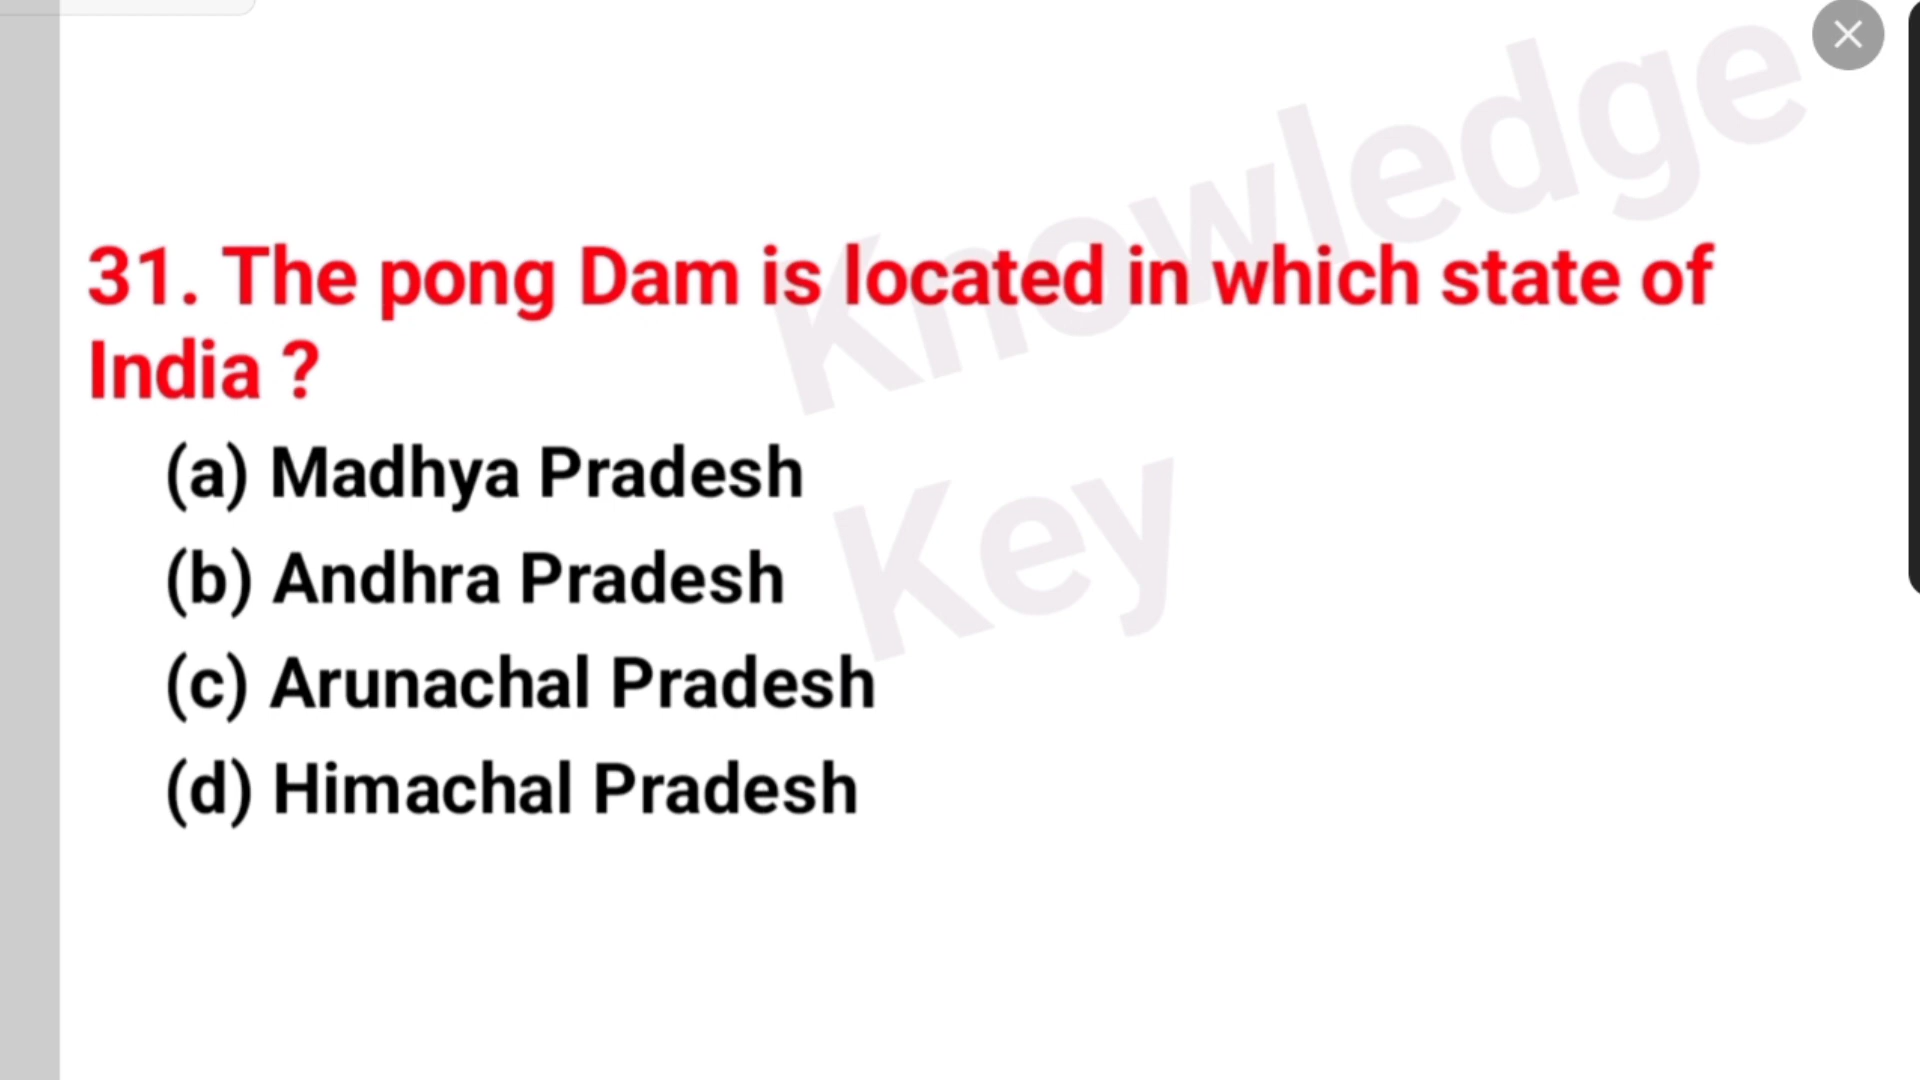 Knowledge
31. The pong Dam is located in which state of
India ?
(a) Madhya Pradesh
Key
(b) Andhra Pradesh
(c) Arunachal Pradesh
(d) Himachal Pradesh